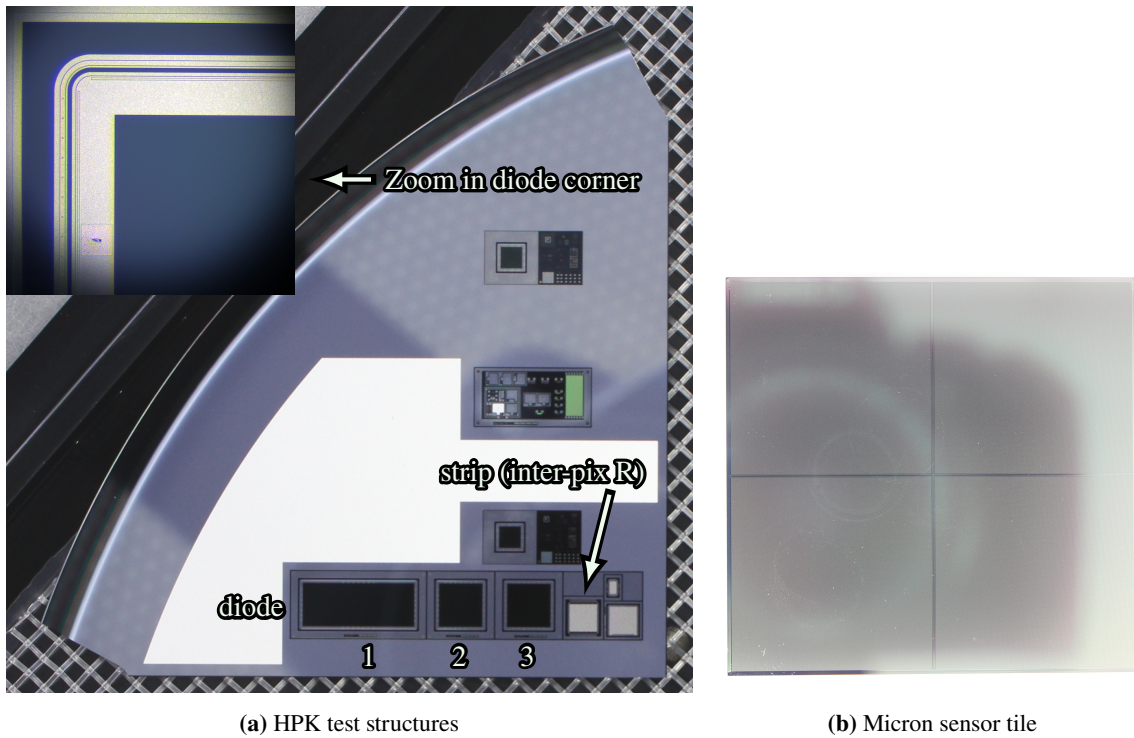 Zoom in diode corner
strip (inter-pix R)
diode
1 2 3
(a) HPK test structures
(b) Micron sensor tile